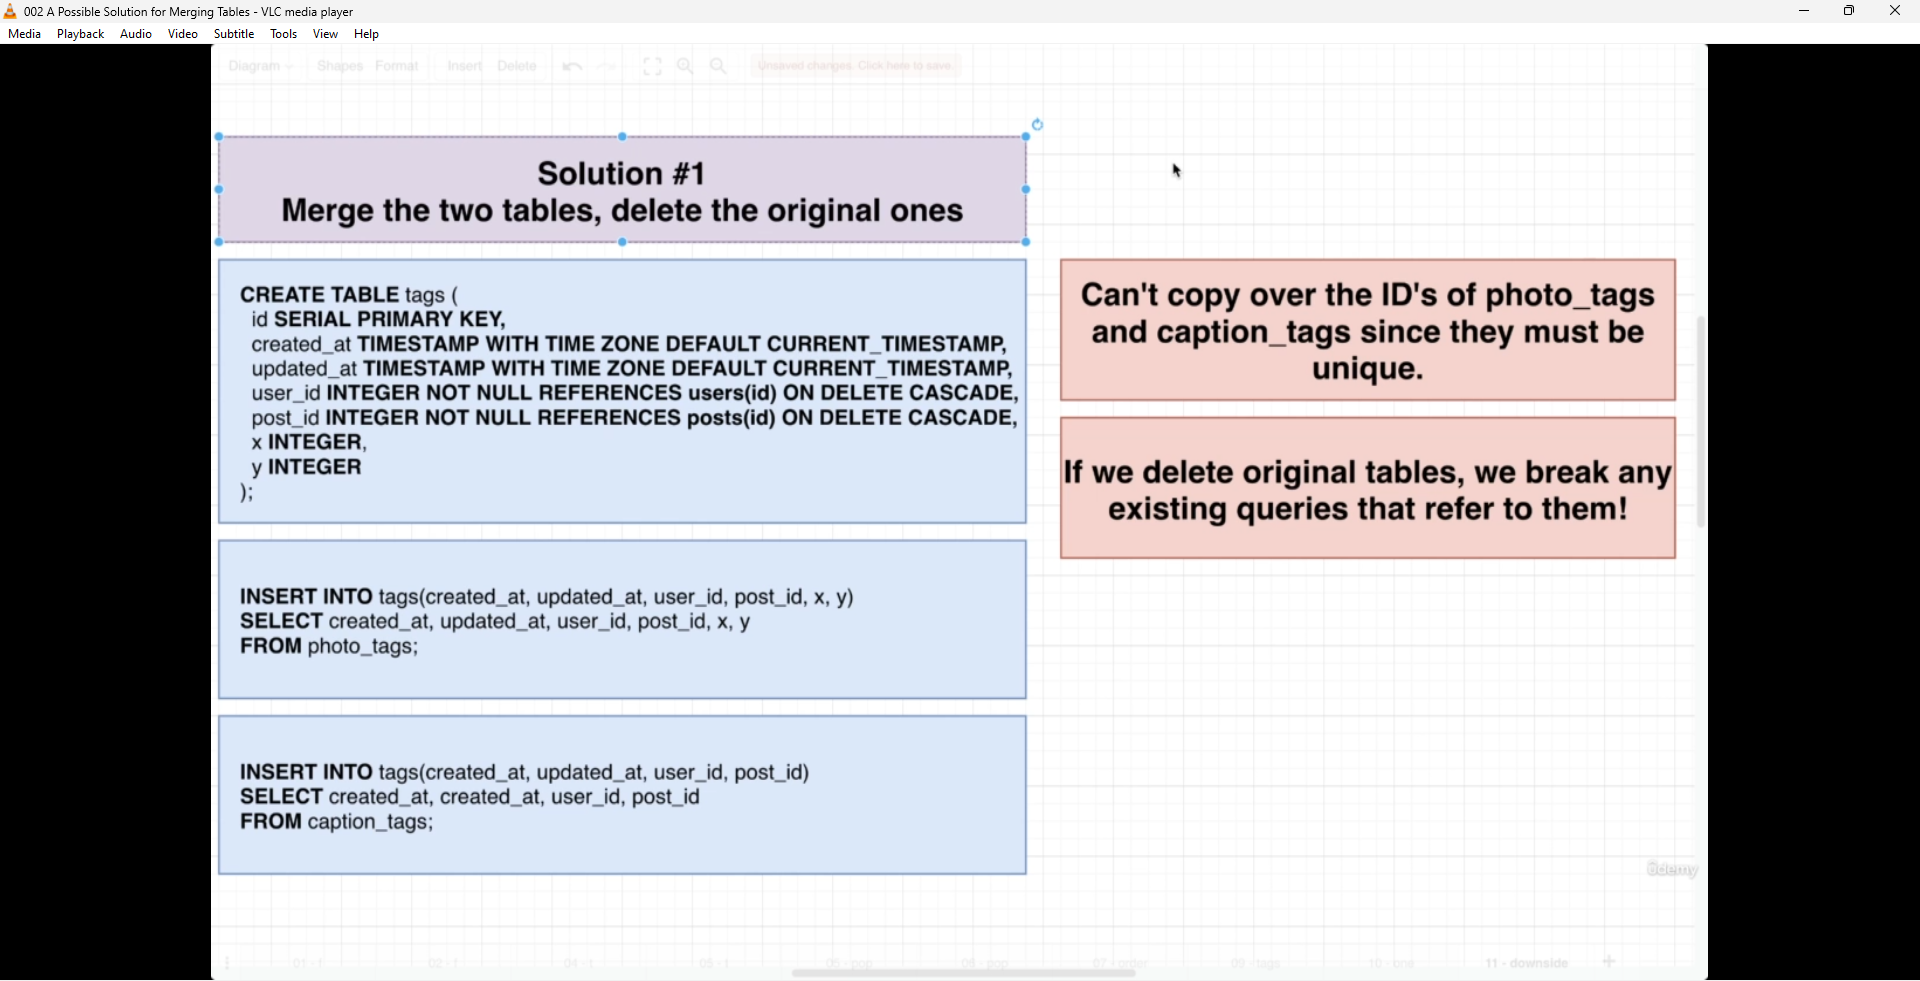 002 A Possible Solution for Merging Tables - VLC media player
Media Playback Audio Video Subtitle Tools View Help
Diagram Shapes Format Insert Delete Unsaved changes. Click here to save.
Solution #1
Merge the two tables, delete the original ones
CREATE TABLE tags (
id SERIAL PRIMARY KEY,
created_at TIMESTAMP WITH TIME ZONE DEFAULT CURRENT_TIMESTAMP,
updated_at TIMESTAMP WITH TIME ZONE DEFAULT CURRENT_TIMESTAMP,
user_id INTEGER NOT NULL REFERENCES users(id) ON DELETE CASCADE,
post_id INTEGER NOT NULL REFERENCES posts(id) ON DELETE CASCADE,
x INTEGER,
y INTEGER
);
INSERT INTO tags(created_at, updated_at, user_id, post_id, x, y)
SELECT created_at, updated_at, user_id, post_id, x, y
FROM photo_tags;
INSERT INTO tags(created_at, updated_at, user_id, post_id)
SELECT created_at, created_at, user_id, post_id
FROM caption_tags;
Can't copy over the ID's of photo_tags
and caption_tags since they must be
unique.
If we delete original tables, we break any
existing queries that refer to them!
ûdemy
01 - f 02 - f 04 - t 05 - t 05 - pop 06 - pop 07 - order 09 - tags 10 - one 11 - downside